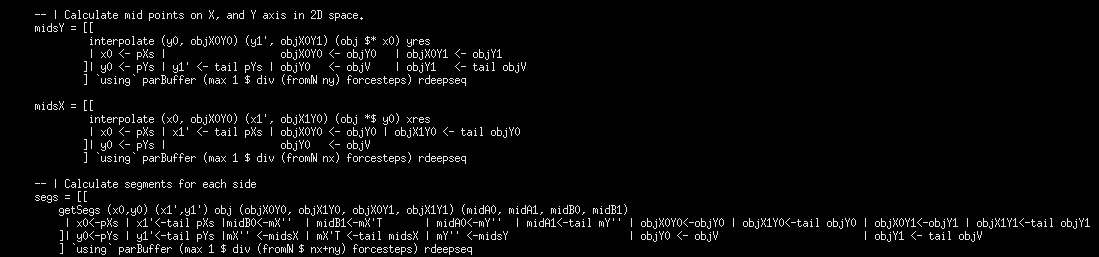 -- | Calculate mid points on X, and Y axis in 2D space.
midsY = [[
interpolate (y0, objX0Y0) (y1', objX0Y1) (obj $* x0) yres
| x0 <- pXs | objX0Y0 <- objY0 | objX0Y1 <- objY1
]| y0 <- pYs | y1' <- tail pYs | objY0 <- objV | objY1 <- tail objV
] `using` parBuffer (max 1 $ div (fromN ny) forcesteps) rdeepseq
midsX = [[
interpolate (x0, objX0Y0) (x1', objX1Y0) (obj *$ y0) xres
| x0 <- pXs | x1' <- tail pXs | objX0Y0 <- objY0 | objX1Y0 <- tail objY0
]| y0 <- pYs | objY0 <- objV
] `using` parBuffer (max 1 $ div (fromN nx) forcesteps) rdeepseq
-- | Calculate segments for each side
segs = [[
getSegs (x0,y0) (x1',y1') obj (objX0Y0, objX1Y0, objX0Y1, objX1Y1) (midA0, midA1, midB0, midB1)
| x0<-pXs | x1'<-tail pXs |midB0<-mX'' | midB1<-mX'T | midA0<-mY'' | midA1<-tail mY'' | objX0Y0<-objY0 | objX1Y0<-tail objY0 | objX0Y1<-objY1 | objX1Y1<-tail objY1
]| y0<-pYs | y1'<-tail pYs |mX'' <-midsX | mX'T <-tail midsX | mY'' <-midsY | objY0 <- objV | objY1 <- tail objV
] `using` parBuffer (max 1 $ div (fromN $ nx+ny) forcesteps) rdeepseq